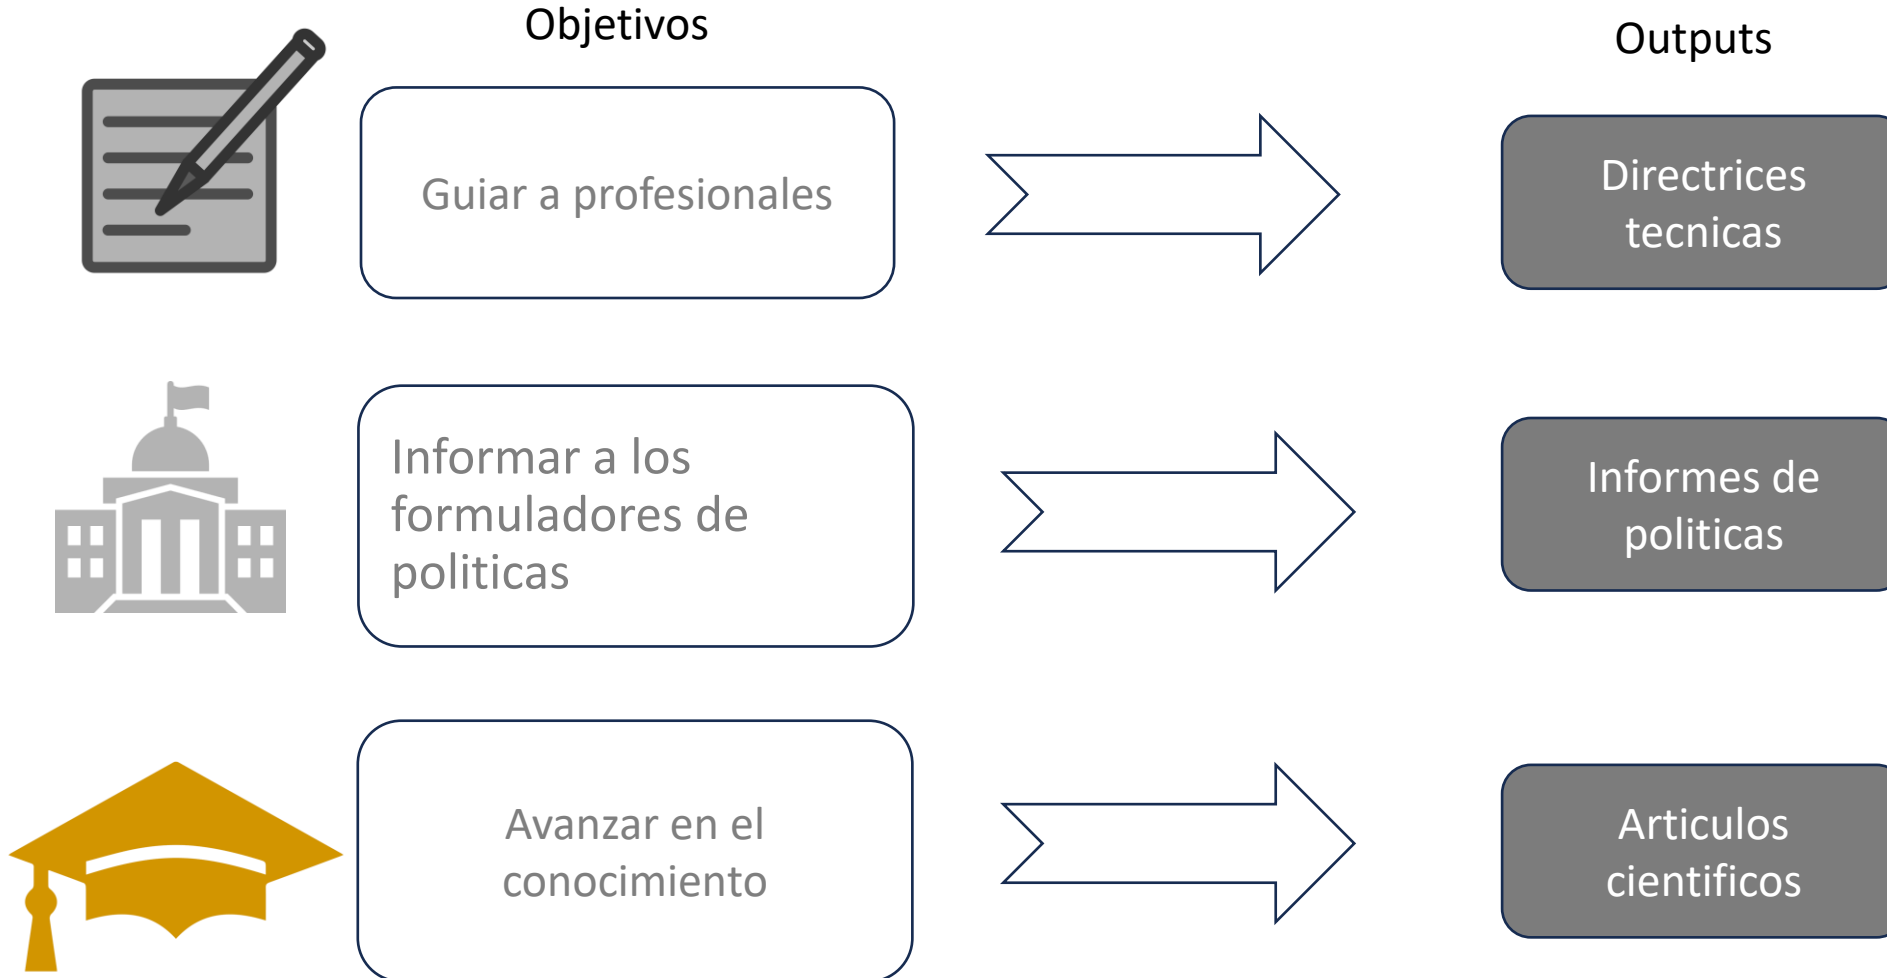 Objetivos
Outputs
Guiar a profesionales
Directrices
tecnicas
Informar a los
formuladores de
politicas
Informes de
politicas
Avanzar en el
conocimiento
Articulos
cientificos